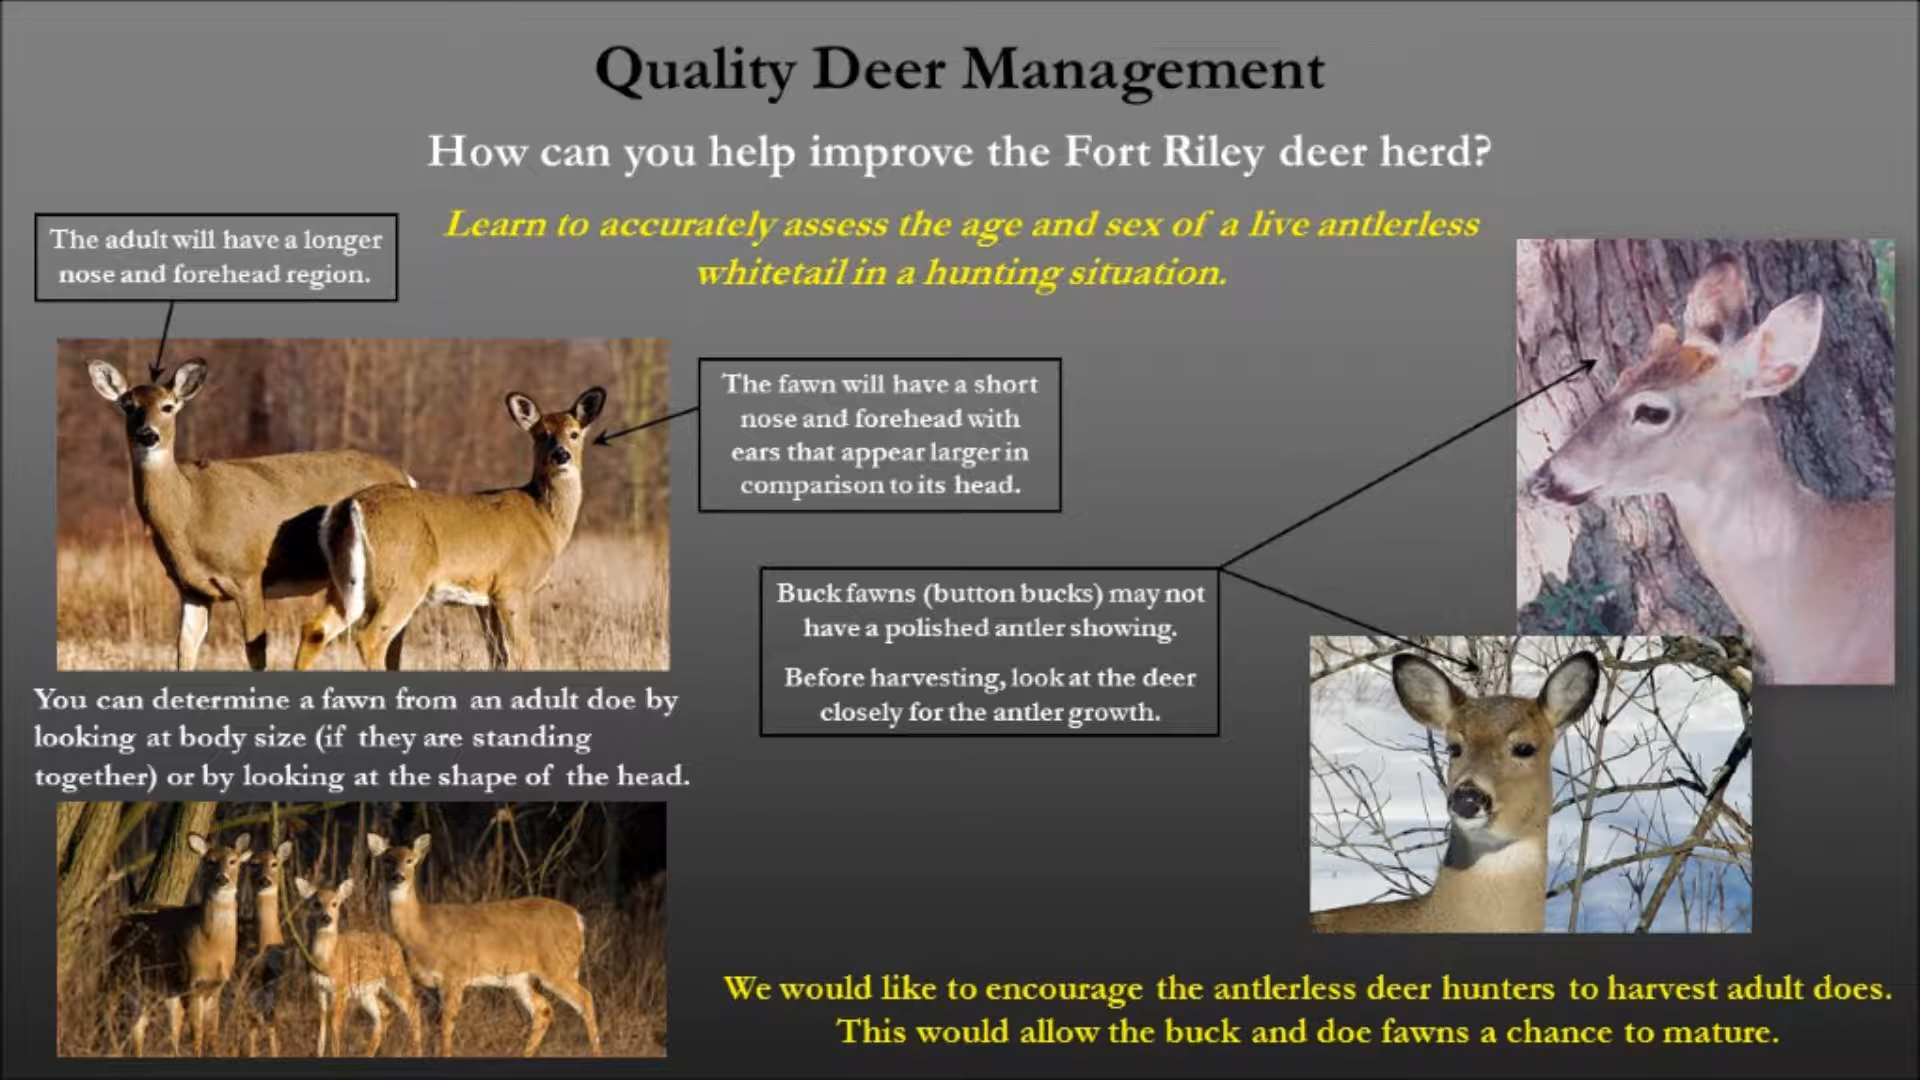 Quality Deer Management
How can you help improve the Fort Riley deer herd?
Learn to accurately assess the age and sex of a live antlerless
whitetail in a hunting situation.
The adult will have a longer
nose and forehead region.
The fawn will have a short
nose and forehead with
ears that appear larger in
comparison to its head.
Buck fawns (button bucks) may not
have a polished antler showing.
Before harvesting, look at the deer
closely for the antler growth.
You can determine a fawn from an adult doe by
looking at body size (if they are standing
together) or by looking at the shape of the head.
We would like to encourage the antlerless deer hunters to harvest adult does.
This would allow the buck and doe fawns a chance to mature.